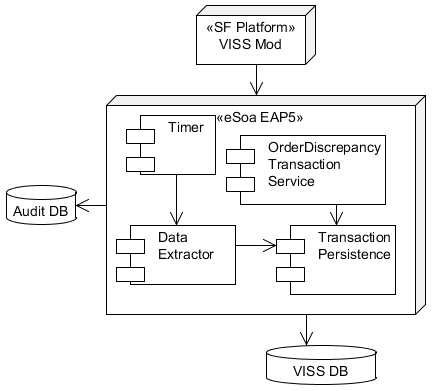 «SF Platform»
VISS Mod
«eSoa EAP5»
Timer
OrderDiscrepancy
Transaction
Service
Audit DB
Data
Extractor
Transaction
Persistence
VISS DB